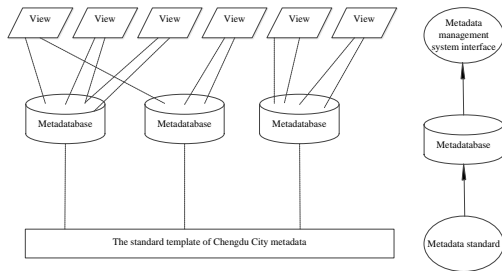 View View View View View View
Metadata
management
system interface
Metadatabase Metadatabase Metadatabase
Metadatabase
The standard template of Chengdu City metadata
Metadata standard